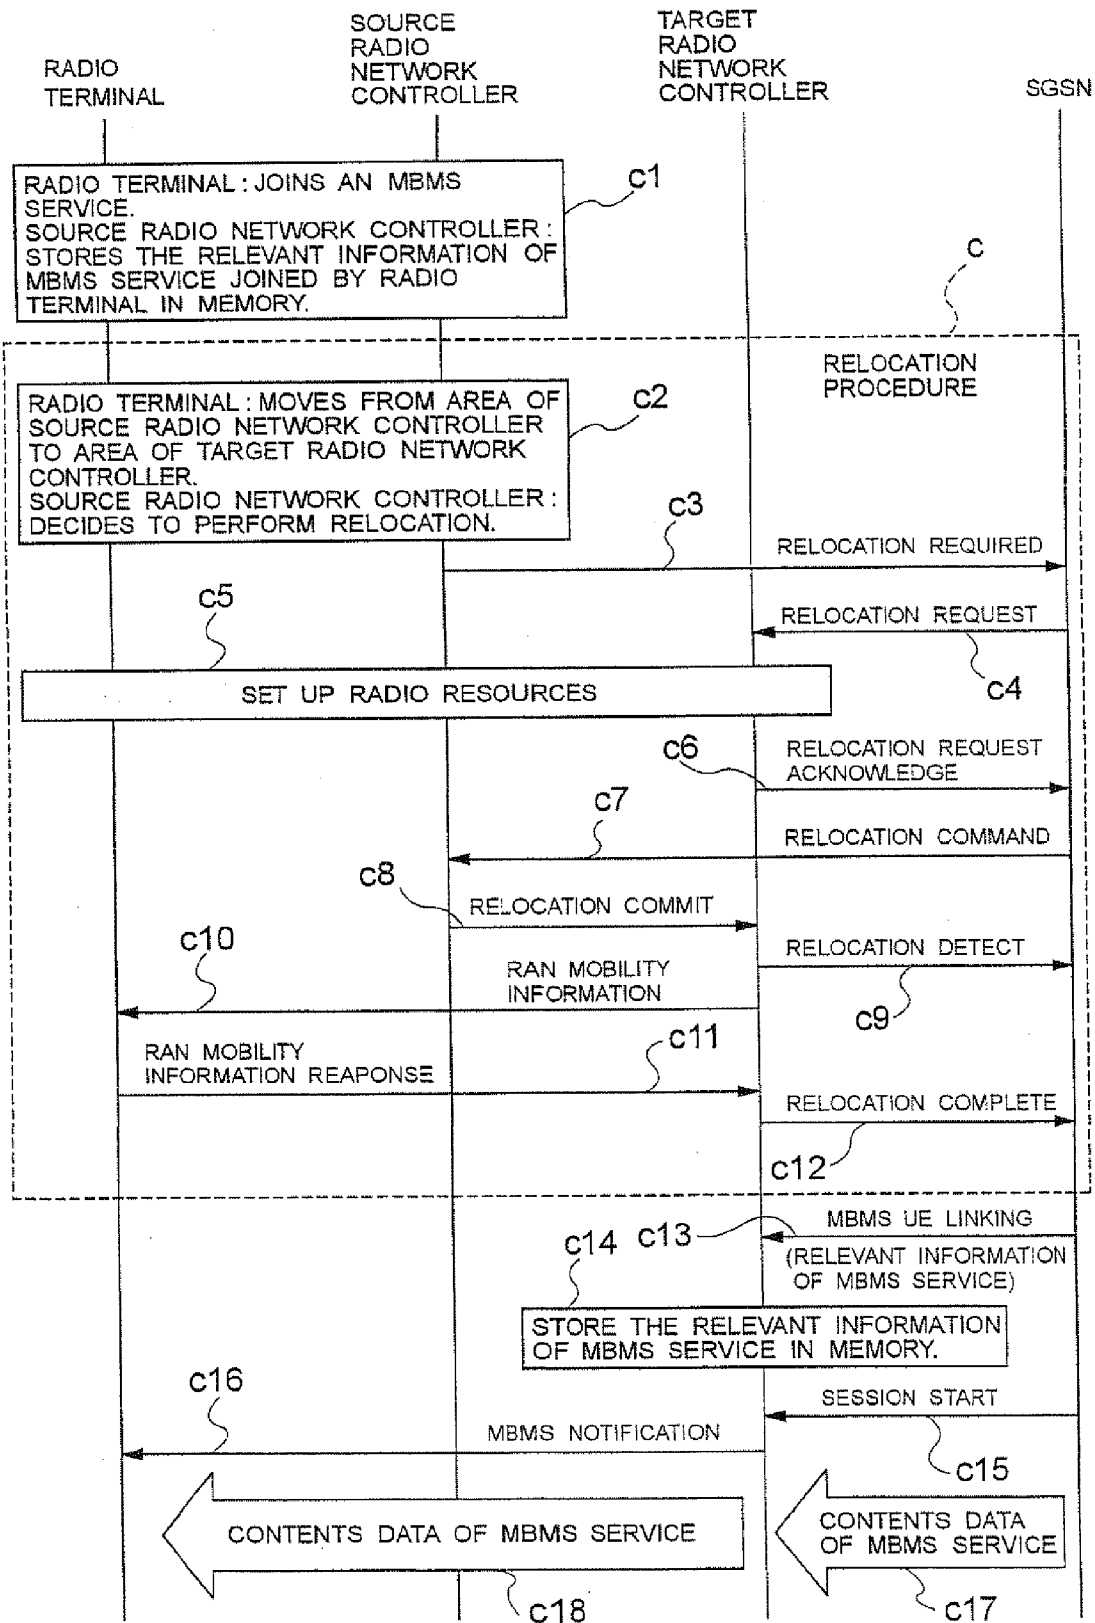 RADIO
TERMINAL
SOURCE
RADIO
NETWORK
CONTROLLER
TARGET
RADIO
NETWORK
CONTROLLER
SGSN
RADIO TERMINAL : JOINS AN MBMS
SERVICE.
SOURCE RADIO NETWORK CONTROLLER :
STORES THE RELEVANT INFORMATION OF
MBMS SERVICE JOINED BY RADIO
TERMINAL IN MEMORY.
c1
c
RELOCATION
PROCEDURE
RADIO TERMINAL : MOVES FROM AREA OF
SOURCE RADIO NETWORK CONTROLLER
TO AREA OF TARGET RADIO NETWORK
CONTROLLER.
SOURCE RADIO NETWORK CONTROLLER :
DECIDES TO PERFORM RELOCATION.
c2
c3
RELOCATION REQUIRED
c5
RELOCATION REQUEST
c4
SET UP RADIO RESOURCES
c6
RELOCATION REQUEST
ACKNOWLEDGE
c7
RELOCATION COMMAND
c8
RELOCATION COMMIT
c10
RAN MOBILITY
INFORMATION
RELOCATION DETECT
c9
RAN MOBILITY
INFORMATION REAPONSE
c11
RELOCATION COMPLETE
c12
c13
MBMS UE LINKING
(RELEVANT INFORMATION
OF MBMS SERVICE)
c14
STORE THE RELEVANT INFORMATION
OF MBMS SERVICE IN MEMORY.
c16
SESSION START
MBMS NOTIFICATION
c15
CONTENTS DATA OF MBMS SERVICE
CONTENTS DATA
OF MBMS SERVICE
c18
c17